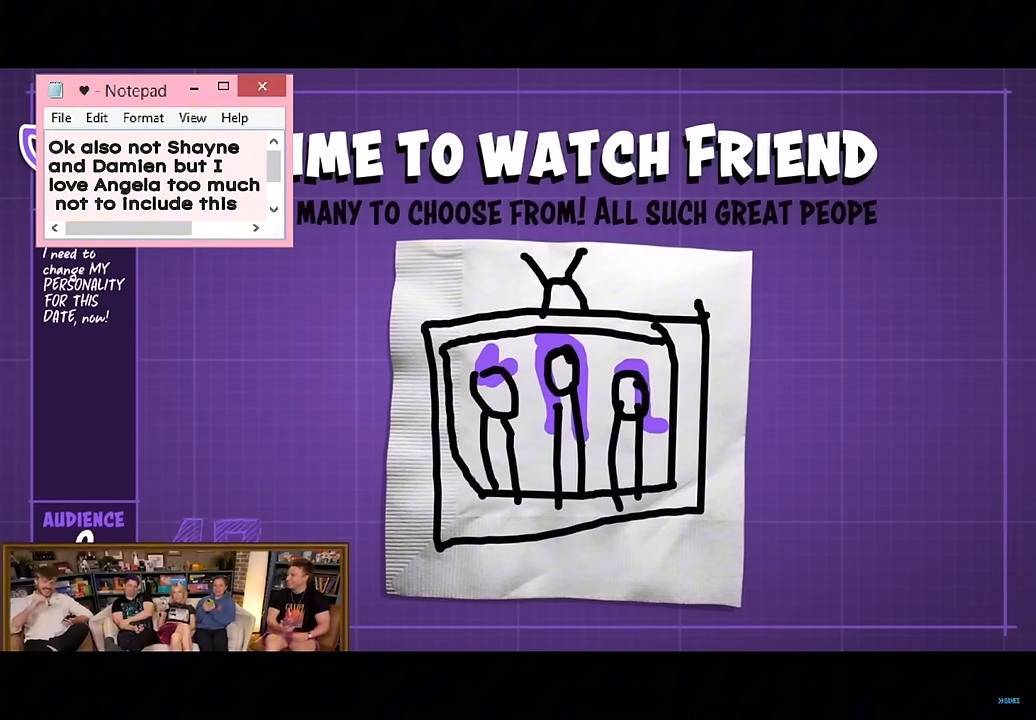 ♥ - Notepad
File Edit Format View Help
Ok also not Shayne
and Damien but I
love Angela too much
not to include this
IME TO WATCH FRIEND
MANY TO CHOOSE FROM! ALL SUCH GREAT PEOPE
I need to
change MY
PERSONALITY
FOR THIS
DATE, now!
AUDIENCE
GAMES